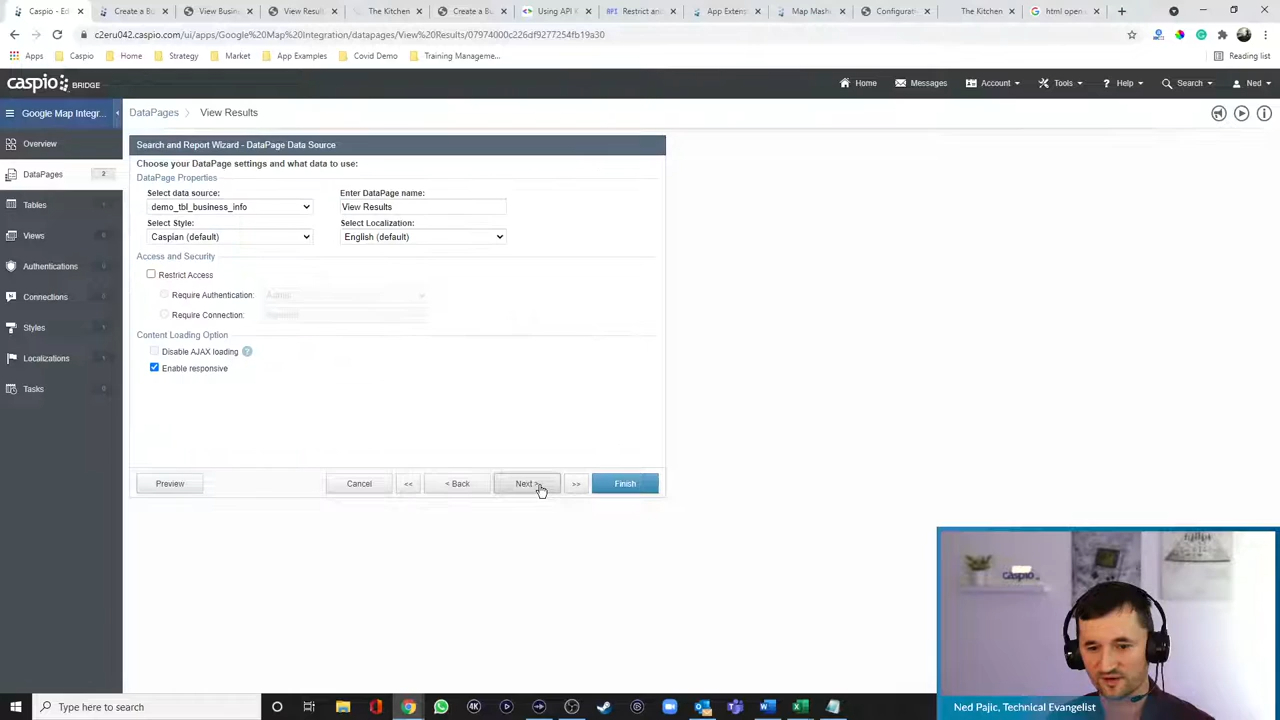 Caspio - Ed
Create a Bu
View Busine
View Result
The Kitchen
Create a Bu
Using API K
Restrict an
App Exten
Map Mash
Configurat
The Kitchen
html open
c2eru042.caspio.com/ui/apps/Google%20Map%20Integration/datapages/View%20Results/07974000c226df9277254fb19a30
Apps
Caspio
Home
Strategy
Market
App Examples
Covid Demo
Training Manageme...
Reading list
caspio BRIDGE
Home
Messages
Account
Tools
Help
Search
Ned
Google Map Integr...
DataPages
View Results
Overview
DataPages 2
Tables
Views
Authentications
Connections
Styles
Localizations
Tasks
Search and Report Wizard - DataPage Data Source
Choose your DataPage settings and what data to use:
DataPage Properties
Select data source:
Enter DataPage name:
demo_tbl_business_info
View Results
Select Style:
Select Localization:
Caspian (default)
English (default)
Access and Security
Restrict Access
Require Authentication:
Require Connection:
Content Loading Option
Disable AJAX loading ?
Enable responsive
Preview
Cancel
<<
< Back
Next >
>>
Finish
caspio
Ned Pajic, Technical Evangelist
Type here to search